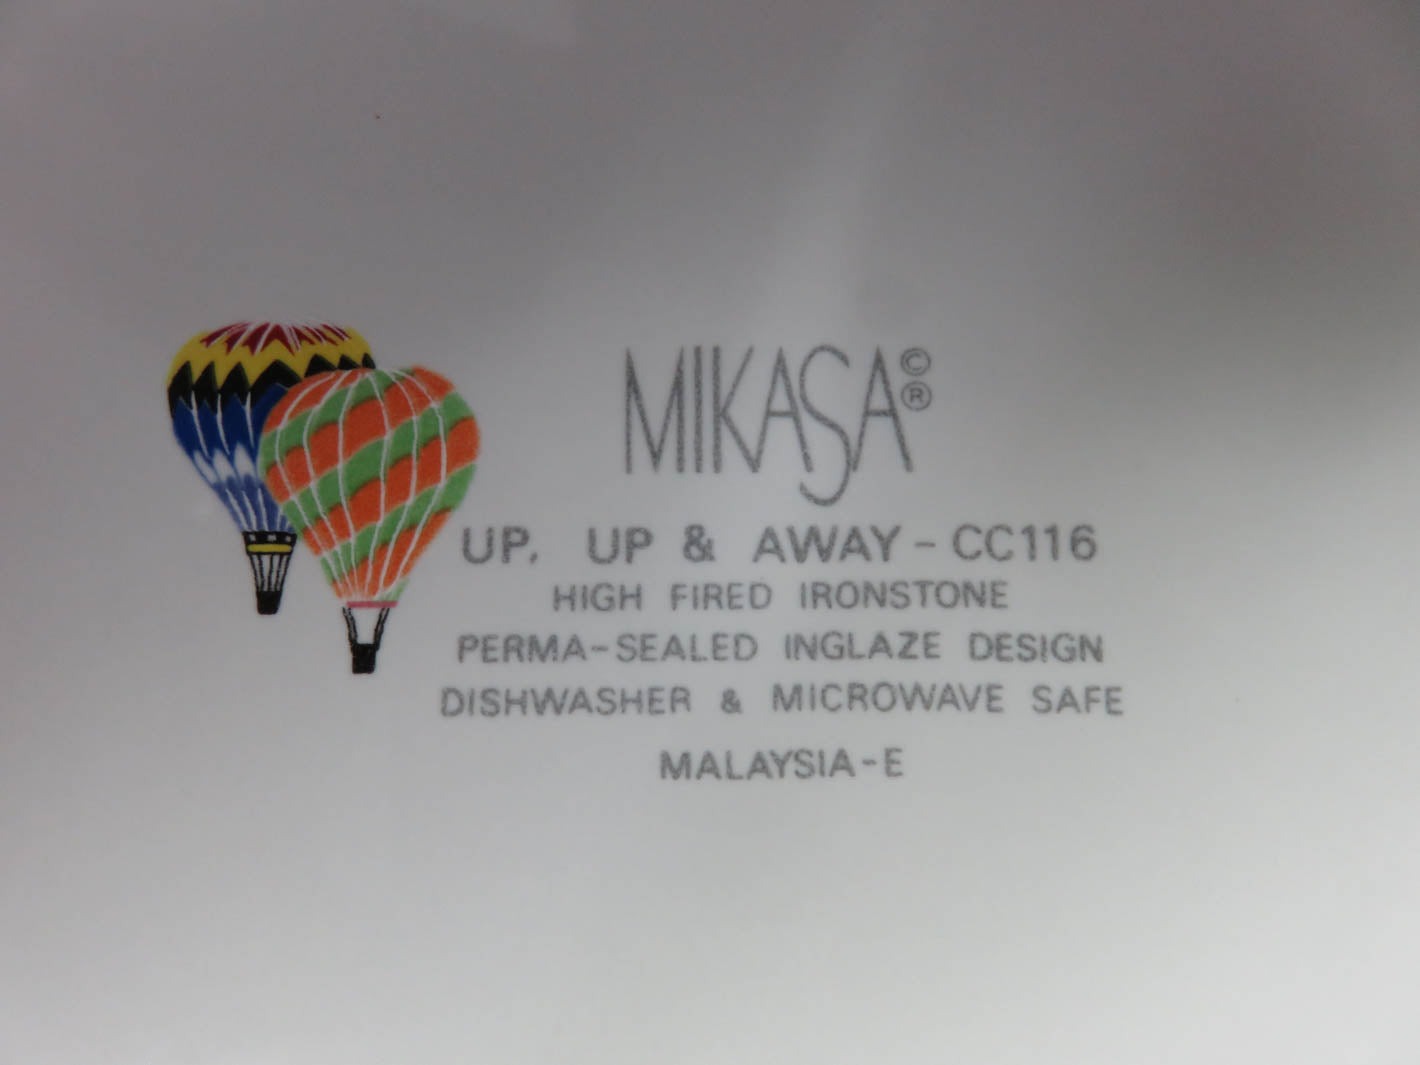 MIKASA©®
UP, UP & AWAY - CC116
HIGH FIRED IRONSTONE
PERMA-SEALED INGLAZE DESIGN
DISHWASHER & MICROWAVE SAFE
MALAYSIA-E